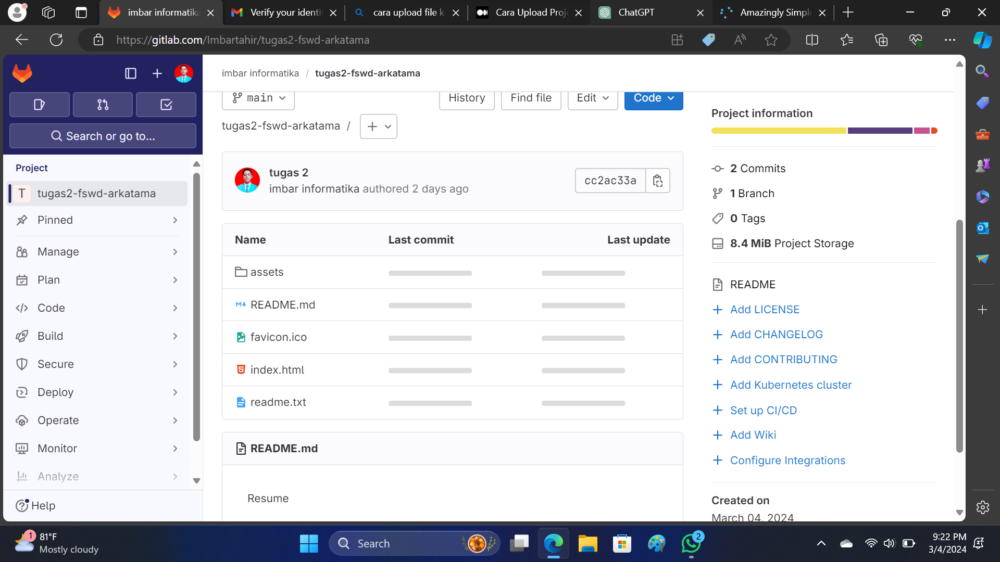 imbar informatika
Verify your identi
cara upload file k
Cara Upload Proj
ChatGPT
Amazingly Simple
https://gitlab.com/Imbartahir/tugas2-fswd-arkatama
Search or go to...
Project
T tugas2-fswd-arkatama
Pinned
Manage
Plan
Code
Build
Secure
Deploy
Operate
Monitor
Analyze
Help
imbar informatika / tugas2-fswd-arkatama
main
History
Find file
Edit
Code
tugas2-fswd-arkatama /
tugas 2
imbar informatika authored 2 days ago
cc2ac33a
Name Last commit Last update
assets
README.md
favicon.ico
index.html
readme.txt
README.md
Resume
Project information
2 Commits
1 Branch
0 Tags
8.4 MiB Project Storage
README
Add LICENSE
Add CHANGELOG
Add CONTRIBUTING
Add Kubernetes cluster
Set up CI/CD
Add Wiki
Configure Integrations
Created on
March 04, 2024
1
81°F
Mostly cloudy
Search
2
9:22 PM
3/4/2024